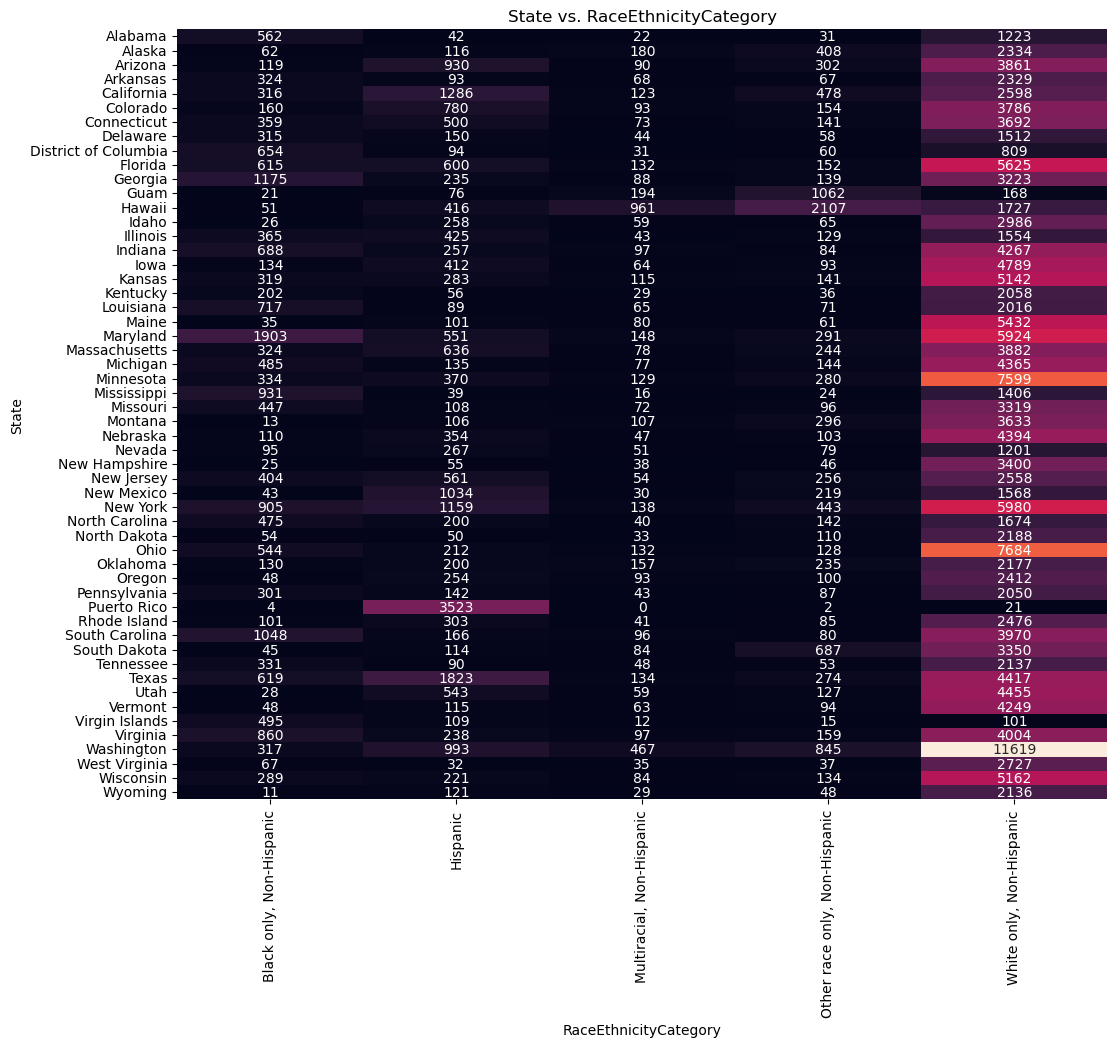 State vs. RaceEthnicityCategory
Alabama 562 42 22 31 1223
Alaska 62 116 180 408 2334
Arizona 119 930 90 302 3861
Arkansas 324 93 68 67 2329
California 316 1286 123 478 2598
Colorado 160 780 93 154 3786
Connecticut 359 500 73 141 3692
Delaware 315 150 44 58 1512
District of Columbia 654 94 31 60 809
Florida 615 600 132 152 5625
Georgia 1175 235 88 139 3223
Guam 21 76 194 1062 168
Hawaii 51 416 961 2107 1727
Idaho 26 258 59 65 2986
Illinois 365 425 43 129 1554
Indiana 688 257 97 84 4267
Iowa 134 412 64 93 4789
Kansas 319 283 115 141 5142
Kentucky 202 56 29 36 2058
Louisiana 717 89 65 71 2016
Maine 35 101 80 61 5432
Maryland 1903 551 148 291 5924
Massachusetts 324 636 78 244 3882
Michigan 485 135 77 144 4365
Minnesota 334 370 129 280 7599
Mississippi 931 39 16 24 1406
Missouri 447 108 72 96 3319
Montana 13 106 107 296 3633
Nebraska 110 354 47 103 4394
Nevada 95 267 51 79 1201
New Hampshire 25 55 38 46 3400
New Jersey 404 561 54 256 2558
New Mexico 43 1034 30 219 1568
New York 905 1159 138 443 5980
North Carolina 475 200 40 142 1674
North Dakota 54 50 33 110 2188
Ohio 544 212 132 128 7684
Oklahoma 130 200 157 235 2177
Oregon 48 254 93 100 2412
Pennsylvania 301 142 43 87 2050
Puerto Rico 4 3523 0 2 21
Rhode Island 101 303 41 85 2476
South Carolina 1048 166 96 80 3970
South Dakota 45 114 84 687 3350
Tennessee 331 90 48 53 2137
Texas 619 1823 134 274 4417
Utah 28 543 59 127 4455
Vermont 48 115 63 94 4249
Virgin Islands 495 109 12 15 101
Virginia 860 238 97 159 4004
Washington 317 993 467 845 11619
West Virginia 67 32 35 37 2727
Wisconsin 289 221 84 134 5162
Wyoming 11 121 29 48 2136
State
Black only, Non-Hispanic
Hispanic
Multiracial, Non-Hispanic
Other race only, Non-Hispanic
White only, Non-Hispanic
RaceEthnicityCategory